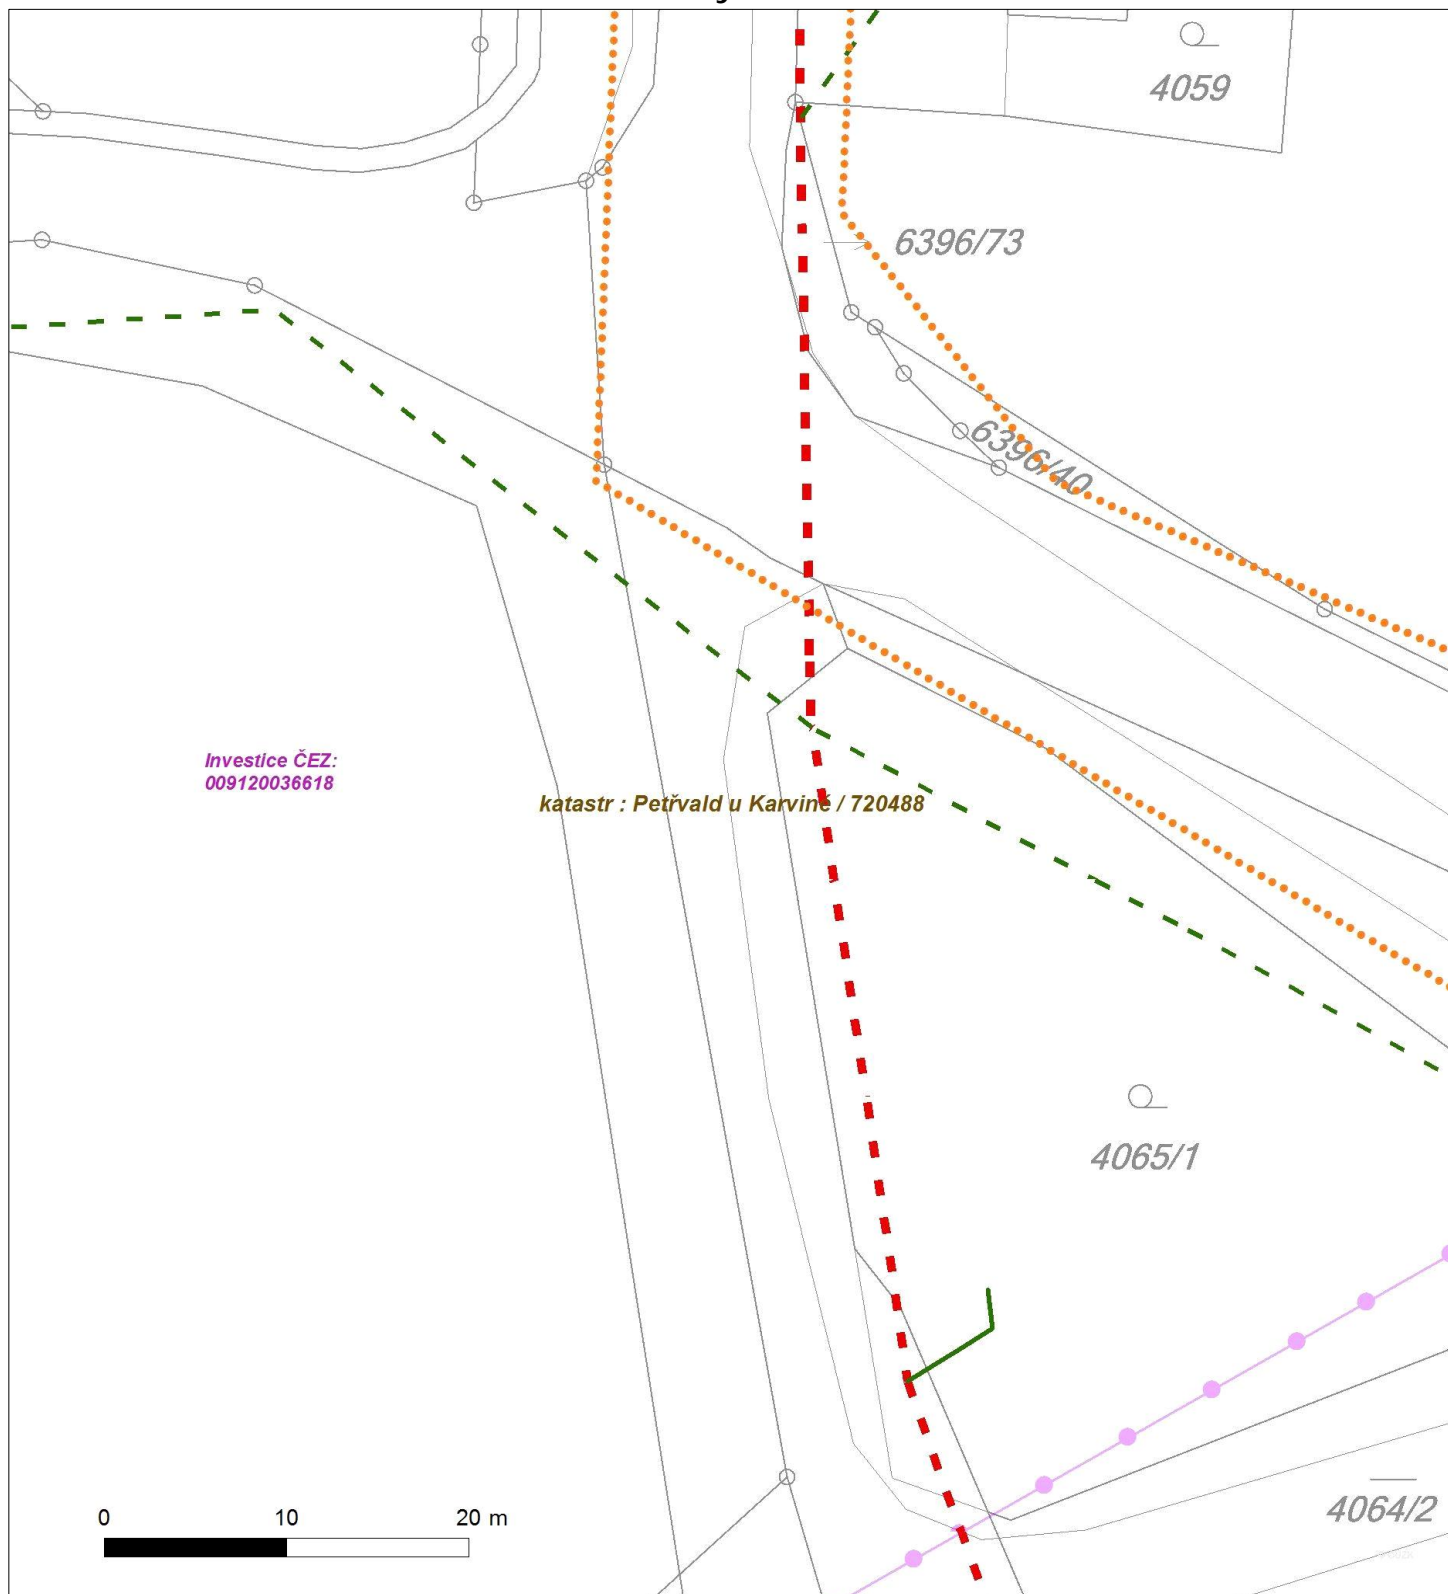 4059
6396/73
6396/40
Investice ČEZ:
009120036618
katastr : Petřvald u Karviné / 720488
4065/1
0 10 20 m
4064/2